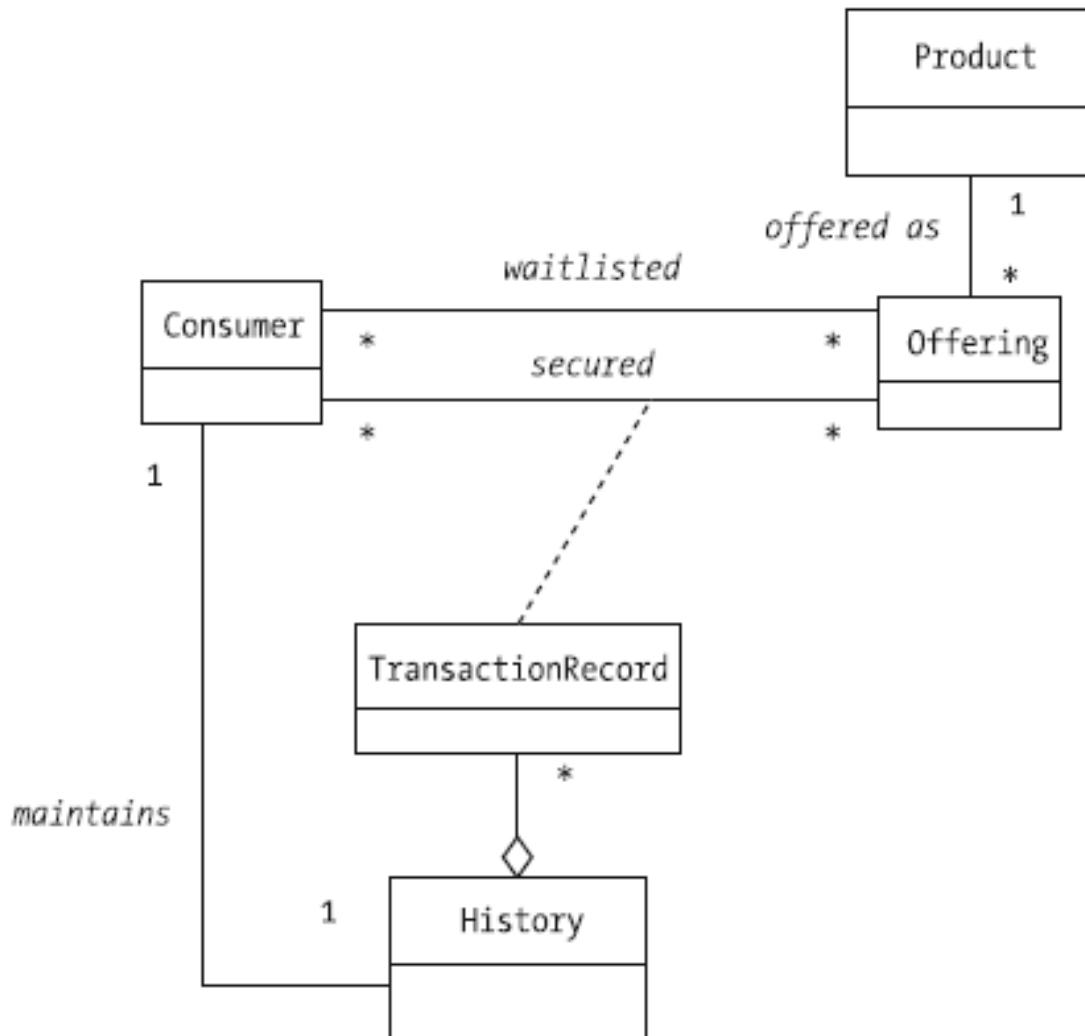 Product
1
offered as
*
waitlisted
Consumer
*
*
Offering
secured
*
*
1
TransactionRecord
*
maintains
1
History